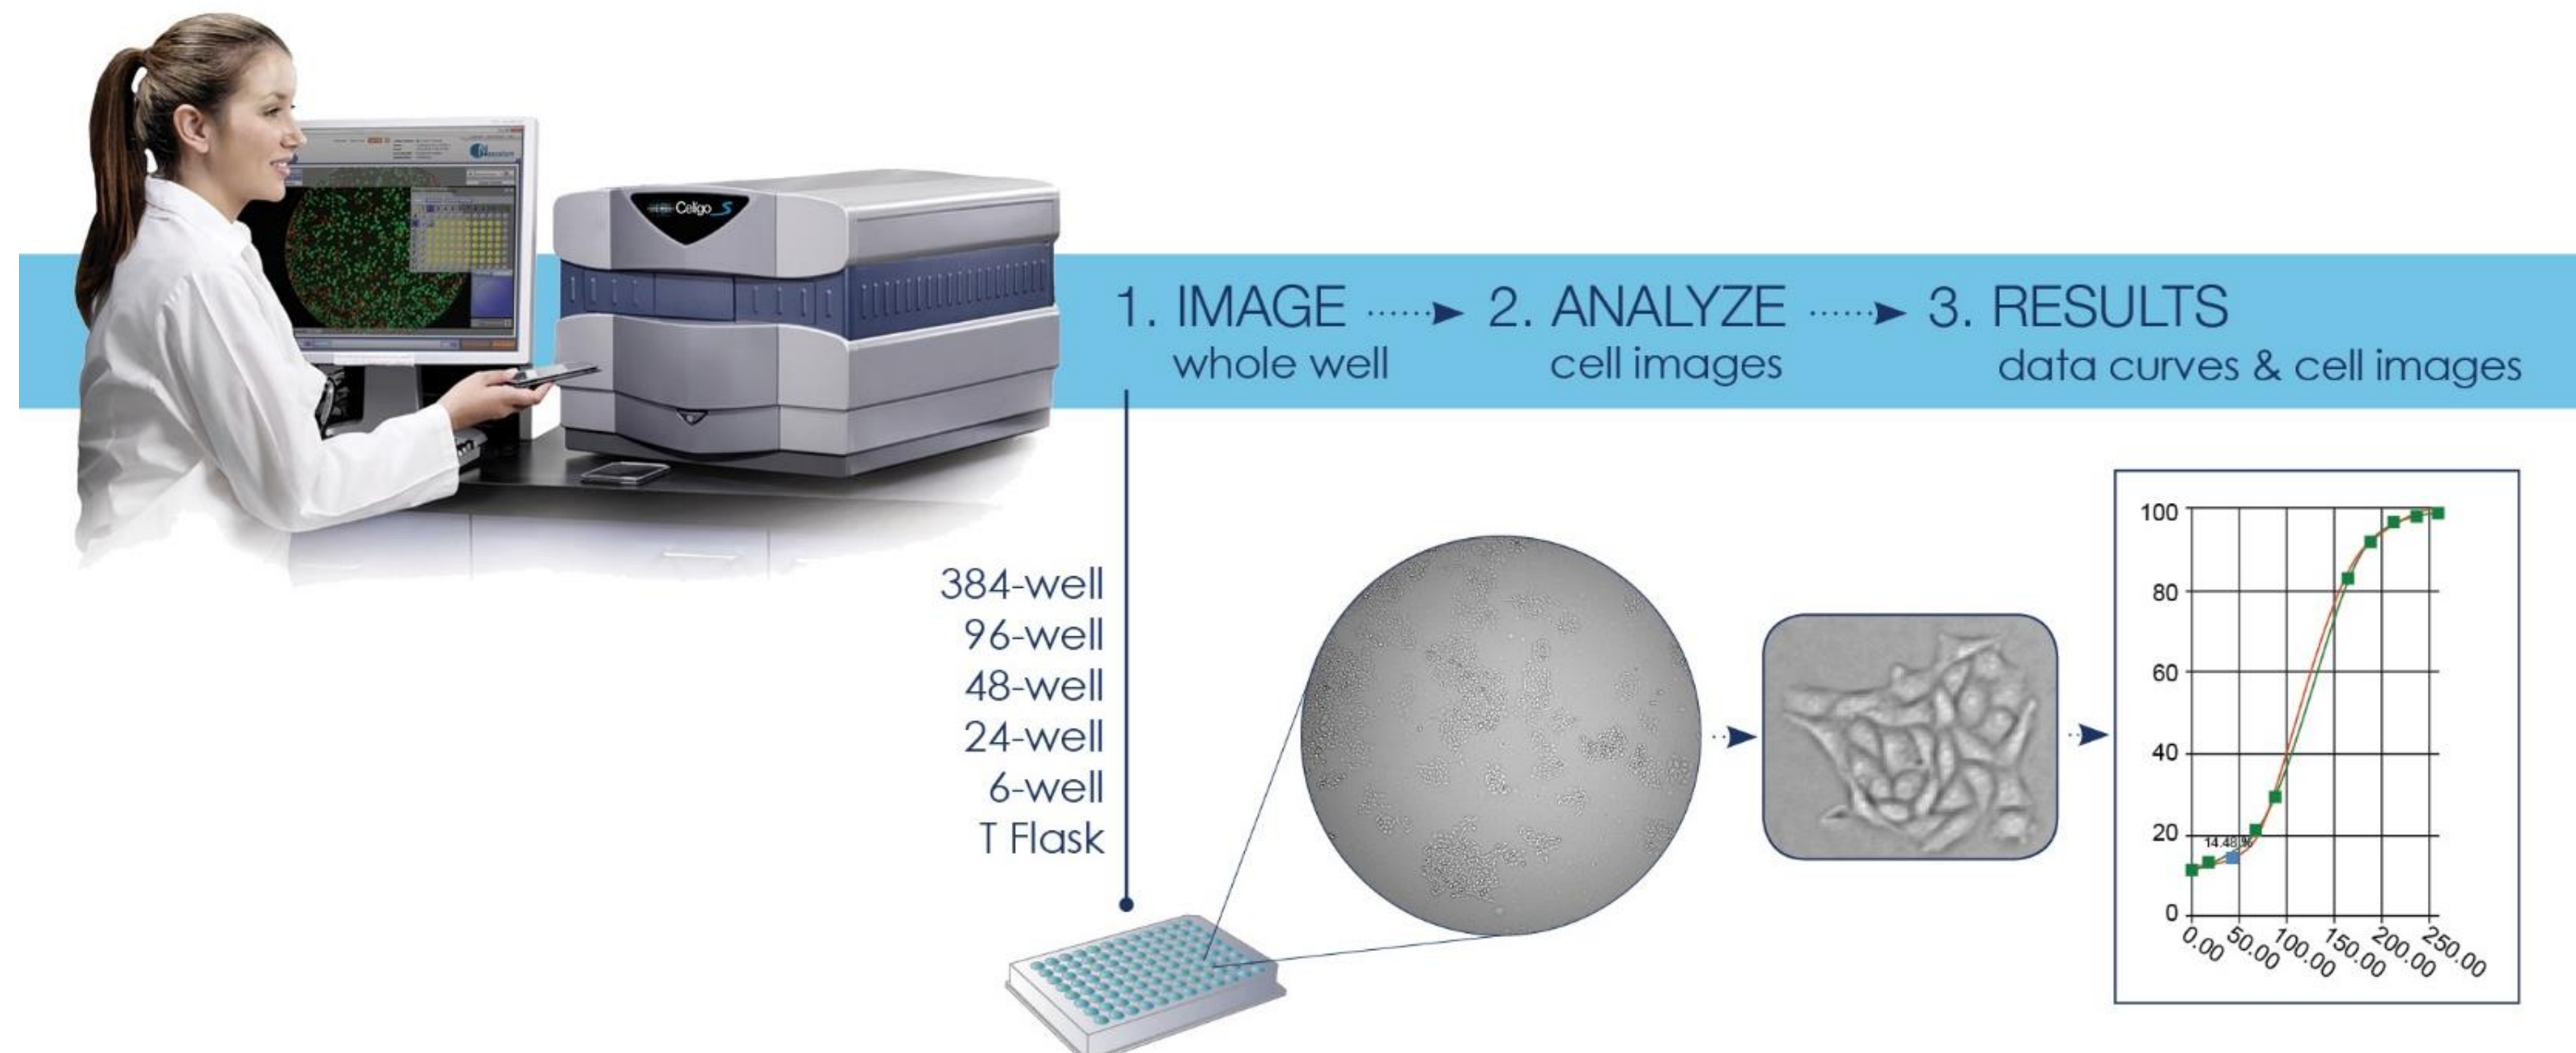 Celigo S
Nexcelom
1. IMAGE
whole well
2. ANALYZE
cell images
3. RESULTS
data curves & cell images
384-well
96-well
48-well
24-well
6-well
T Flask
100
80
60
40
20
0
14.48 %
0.00
50.00
100.00
150.00
200.00
250.00